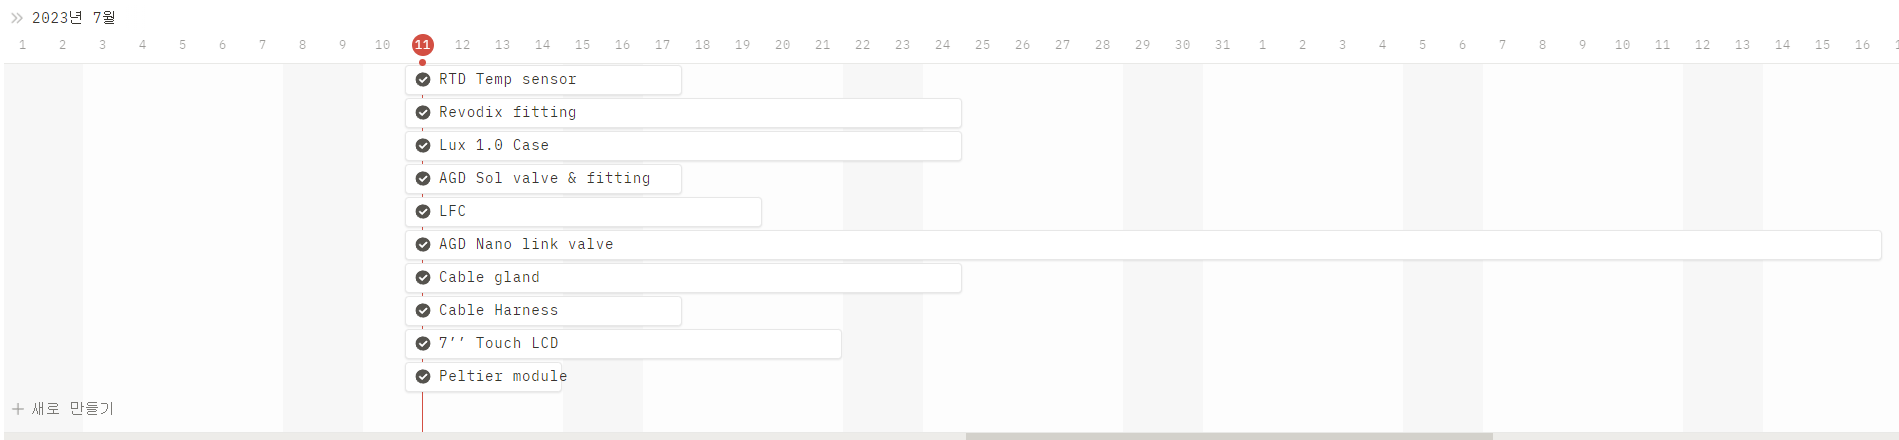 2023년 7월
1 2 3 4 5 6 7 8 9 10 11 12 13 14 15 16 17 18 19 20 21 22 23 24 25 26 27 28 29 30 31 1 2 3 4 5 6 7 8 9 10 11 12 13 14 15 16
RTD Temp sensor
Revodix fitting
Lux 1.0 Case
AGD Sol valve & fitting
LFC
AGD Nano link valve
Cable gland
Cable Harness
7’’ Touch LCD
Peltier module
+ 새로 만들기